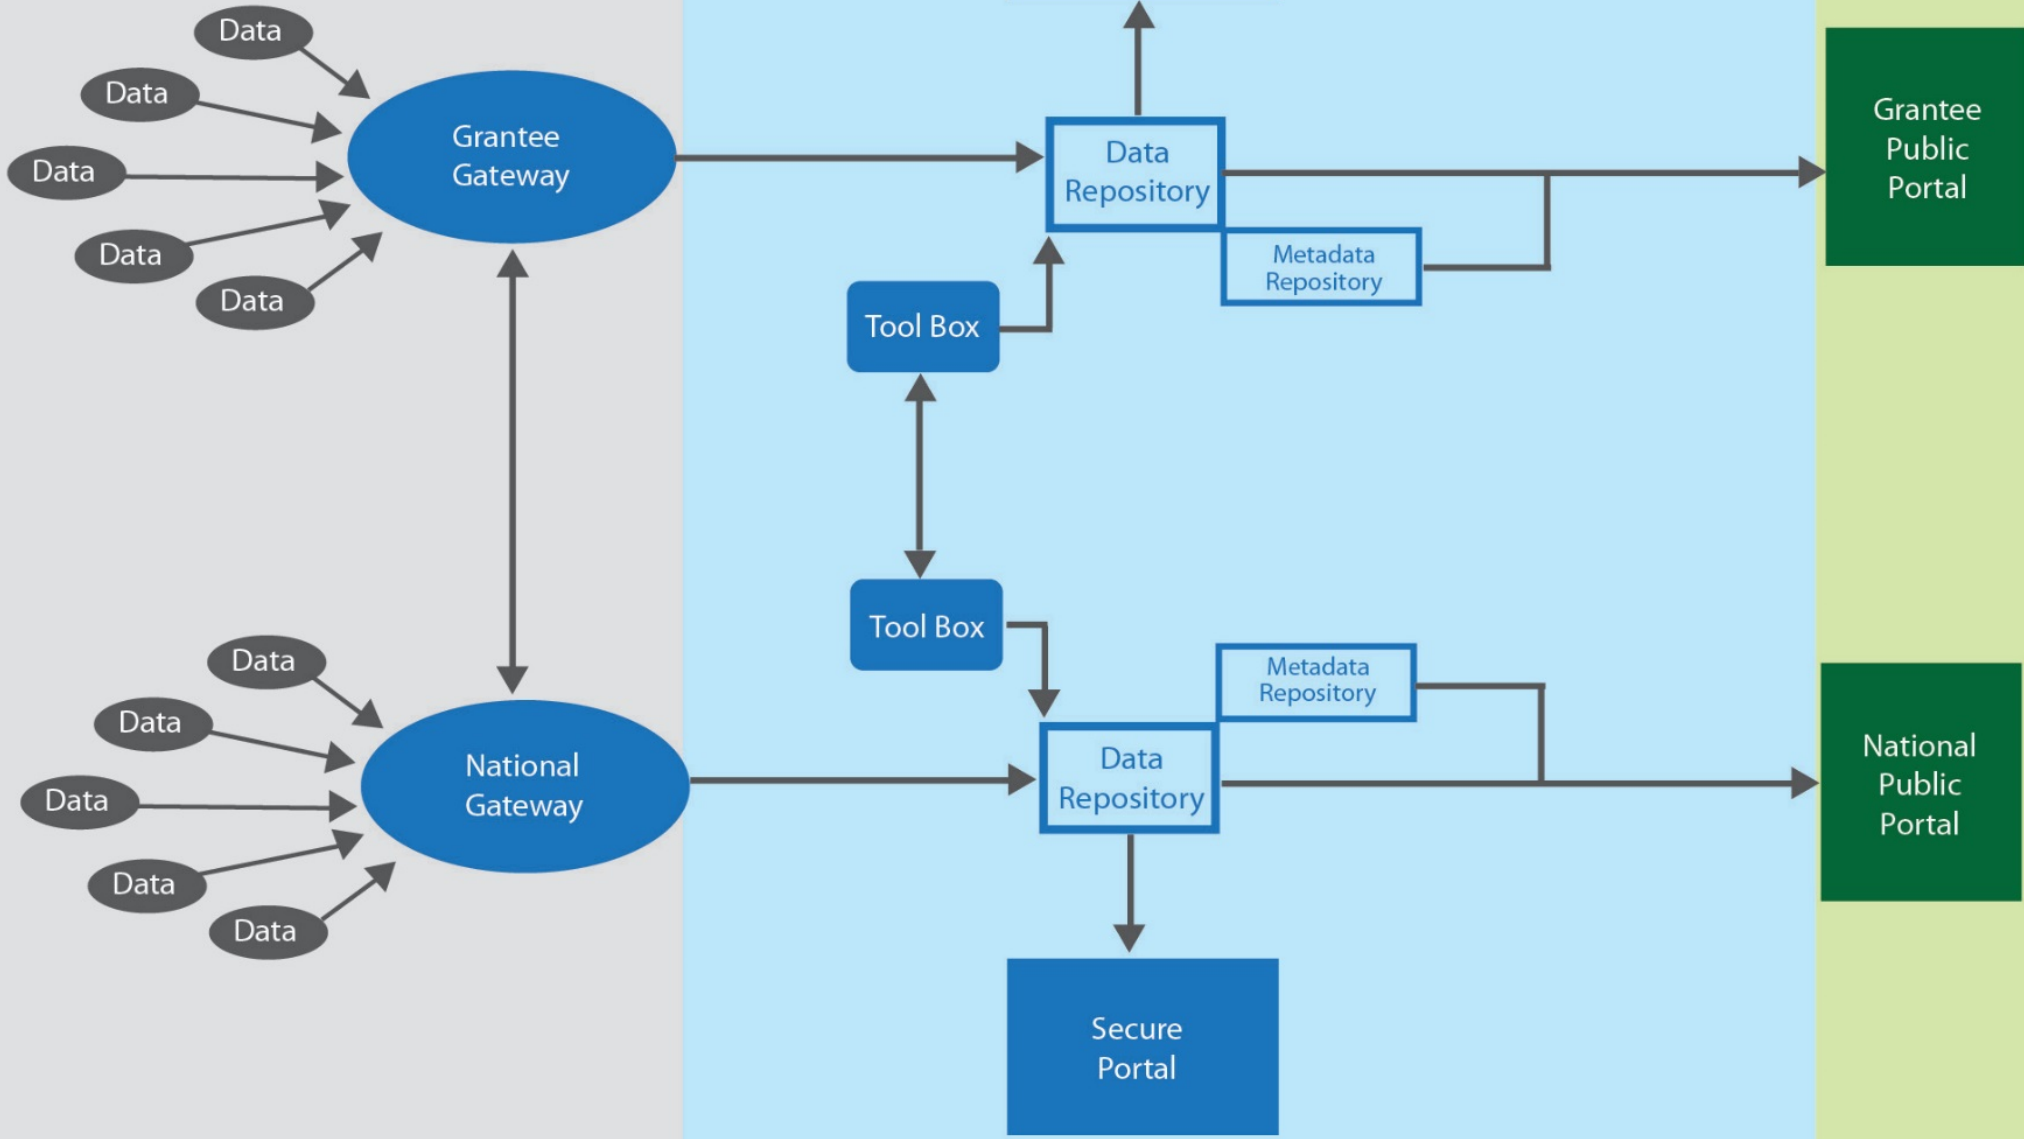 Data
Data
Data
Data
Data
Grantee
Gateway
Data
Repository
Metadata
Repository
Grantee
Public
Portal
Tool Box
Tool Box
Data
Data
Data
Data
Data
National
Gateway
Metadata
Repository
Data
Repository
National
Public
Portal
Secure
Portal